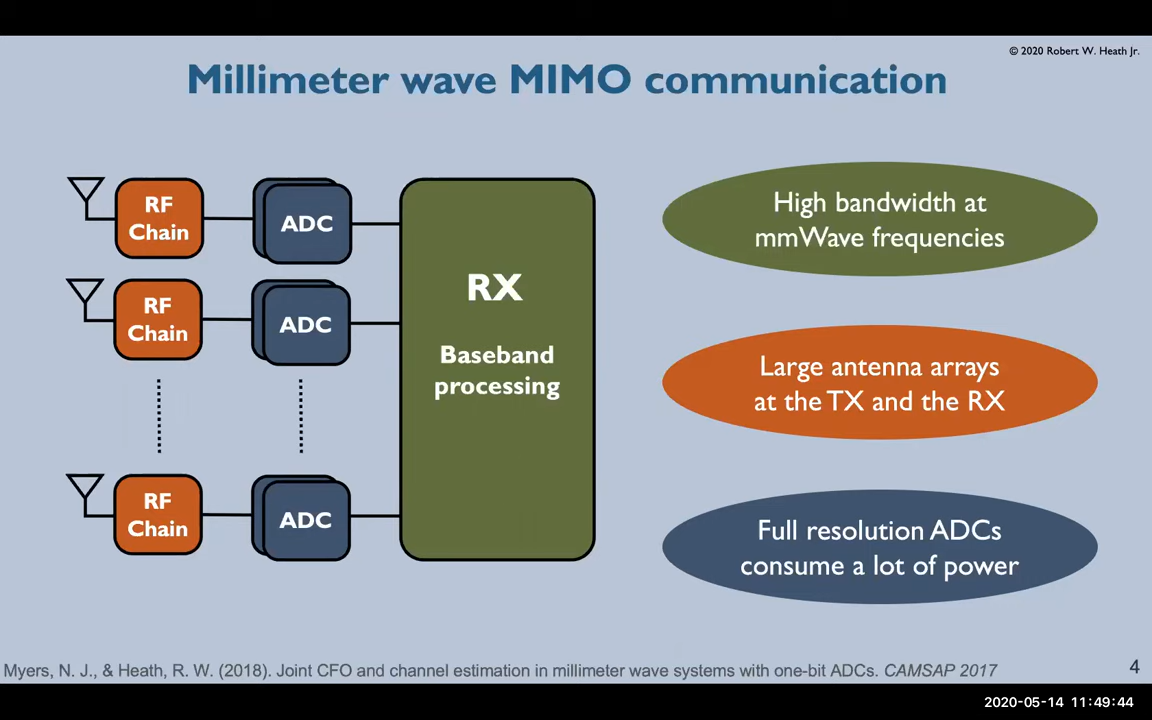 © 2020 Robert W. Heath Jr.
Millimeter wave MIMO communication
RF
Chain
ADC
RF
Chain
ADC
RF
Chain
ADC
RX
Baseband
processing
High bandwidth at
mmWave frequencies
Large antenna arrays
at the TX and the RX
Full resolution ADCs
consume a lot of power
Myers, N. J., & Heath, R. W. (2018). Joint CFO and channel estimation in millimeter wave systems with one-bit ADCs. CAMSAP 2017
4
2020-05-14 11:49:44